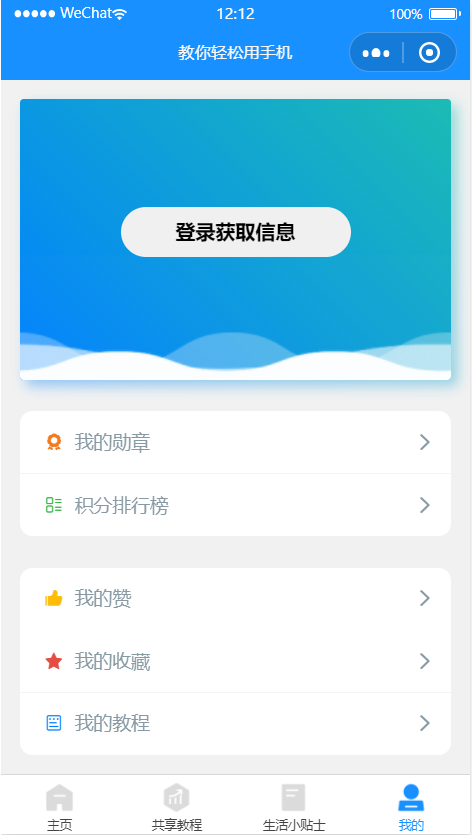 WeChat 12:12 100%
教你轻松用手机
登录获取信息
我的勋章
积分排行榜
我的赞
我的收藏
我的教程
主页 共享教程 生活小贴士 我的